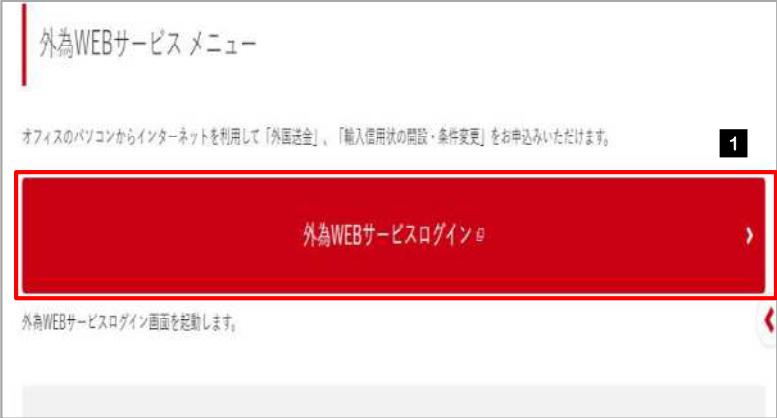 外為WEBサービス メニュー
オフィスのパソコンからインターネットを利用して「外国送金」、「輸入信用状の開設・条件変更」をお申込みいただけます。
1
外為WEBサービスログイン
外為WEBサービスログイン画面を起動します。